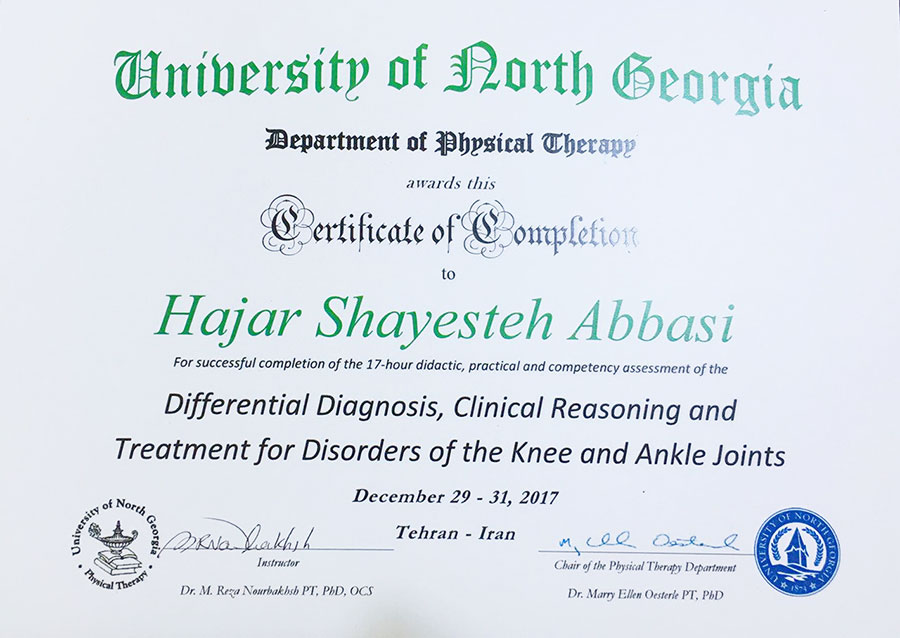 University of North Georgia
Department of Physical Therapy
awards this
Certificate of Completion
to
Hajar Shayesteh Abbasi
For successful completion of the 17-hour didactic, practical and competency assessment of the
Differential Diagnosis, Clinical Reasoning and
Treatment for Disorders of the Knee and Ankle Joints
December 29 - 31, 2017
Tehran - Iran
University of North Georgia
Physical Therapy
Instructor
Dr. M. Reza Nourbakhsh PT, PhD, OCS
Chair of the Physical Therapy Department
Dr. Marry Ellen Oesterle PT, PhD
UNIVERSITY OF NORTH GEORGIA
1873